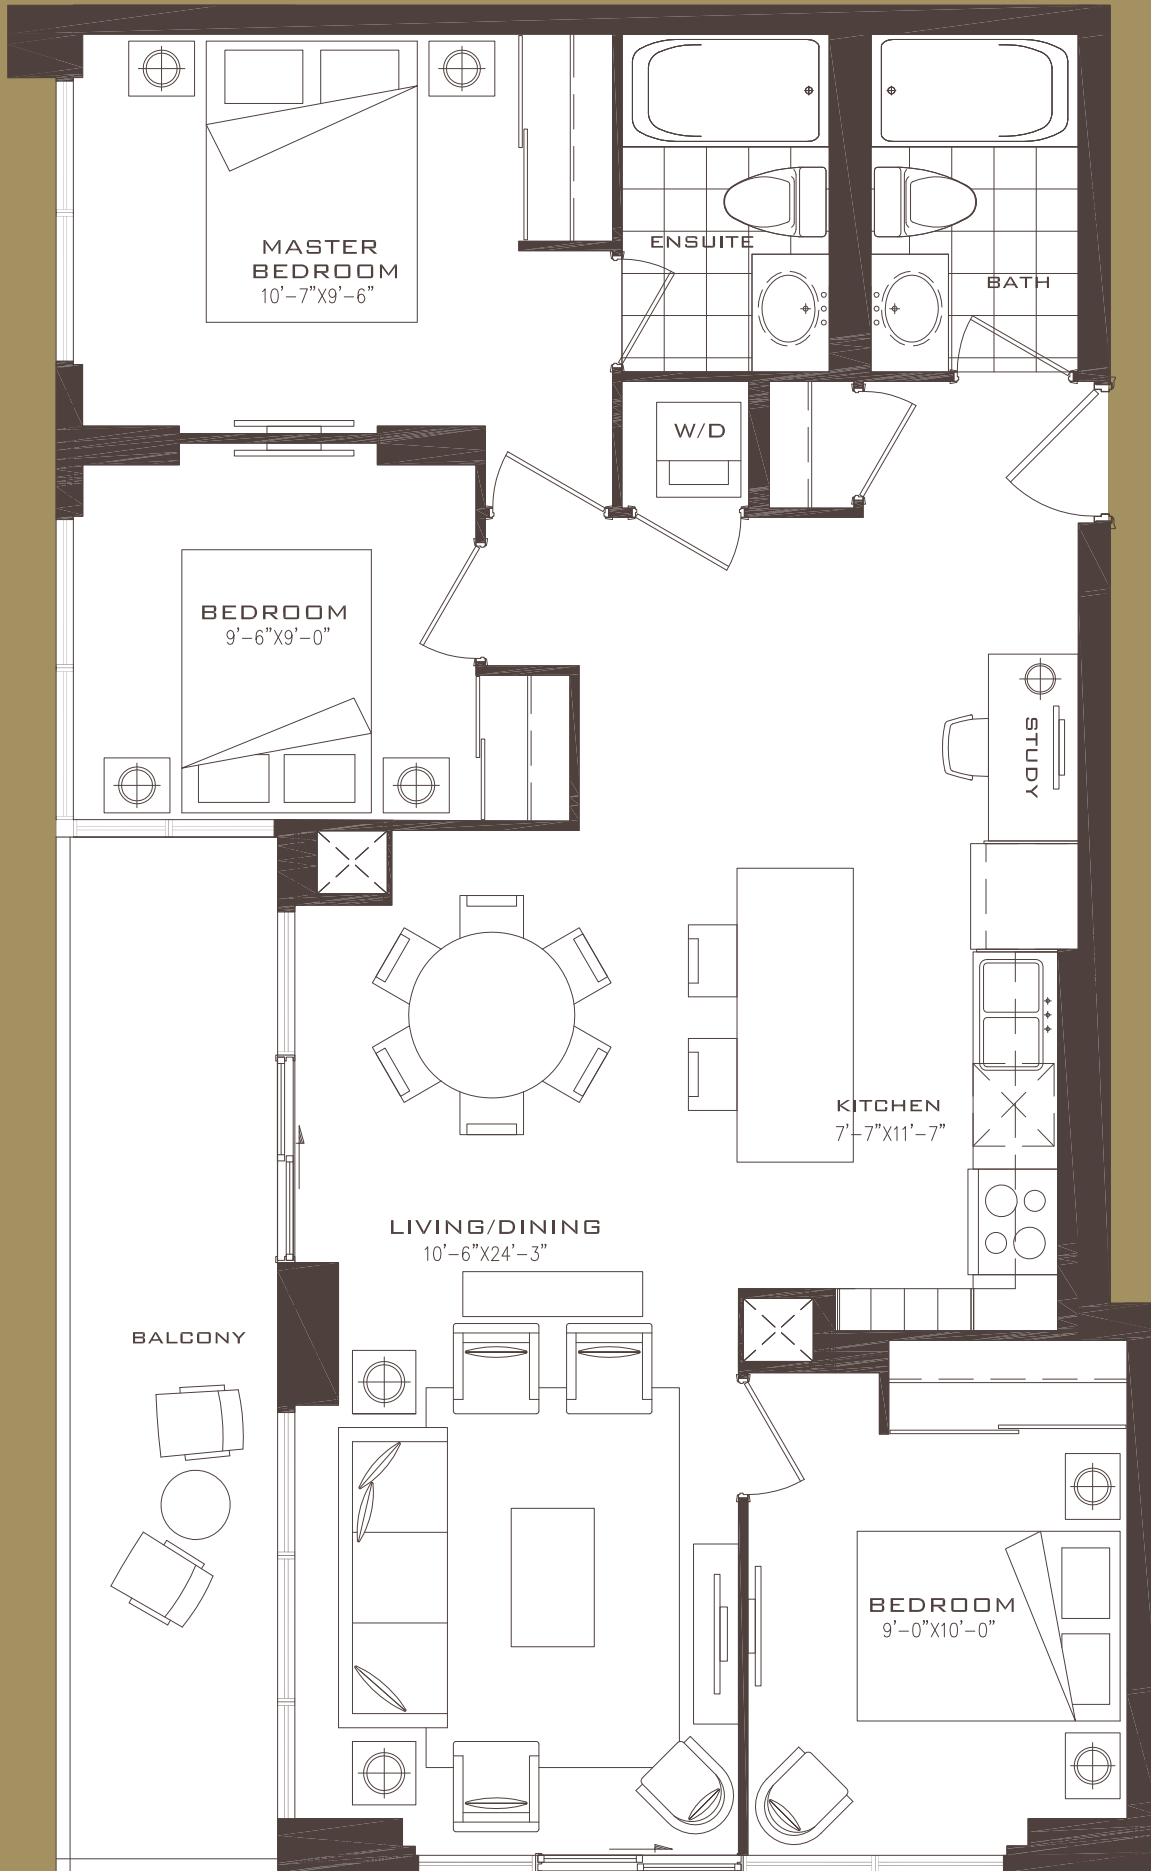 MASTER
BEDROOM
10'-7"X9'-6"
ENSUITE
BATH
W/D
BEDROOM
9'-6"X9'-0"
STUDY
KITCHEN
7'-7"X11'-7"
LIVING/DINING
10'-6"X24'-3"
BALCONY
BEDROOM
9'-0"X10'-0"